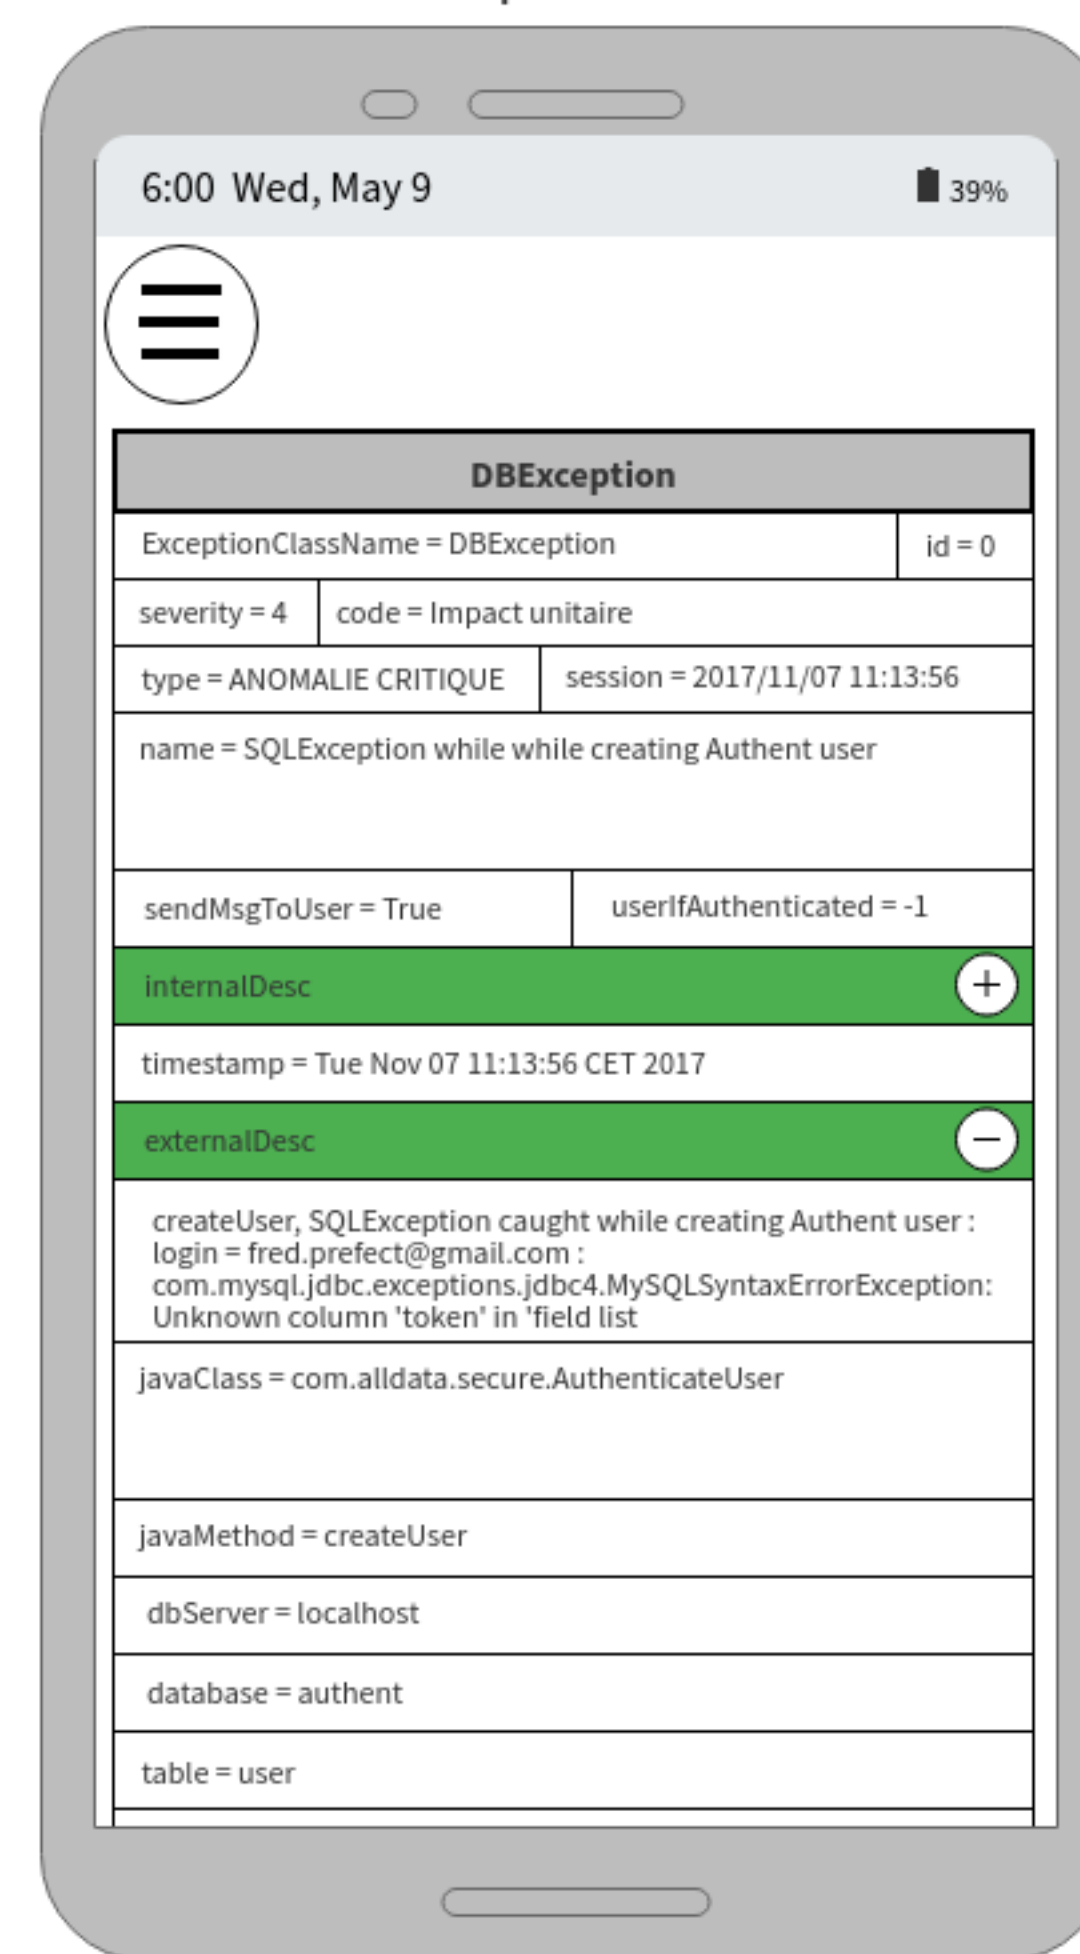 6:00 Wed, May 9 39%
DBException
ExceptionClassName = DBException id = 0
severity = 4 code = Impact unitaire
type = ANOMALIE CRITIQUE session = 2017/11/07 11:13:56
name = SQLException while while creating Authent user
sendMsgToUser = True userIfAuthenticated = -1
internalDesc +
timestamp = Tue Nov 07 11:13:56 CET 2017
externalDesc −
createUser, SQLException caught while creating Authent user :
login = fred.prefect@gmail.com :
com.mysql.jdbc.exceptions.jdbc4.MySQLSyntaxErrorException:
Unknown column 'token' in 'field list
javaClass = com.alldata.secure.AuthenticateUser
javaMethod = createUser
dbServer = localhost
database = authent
table = user